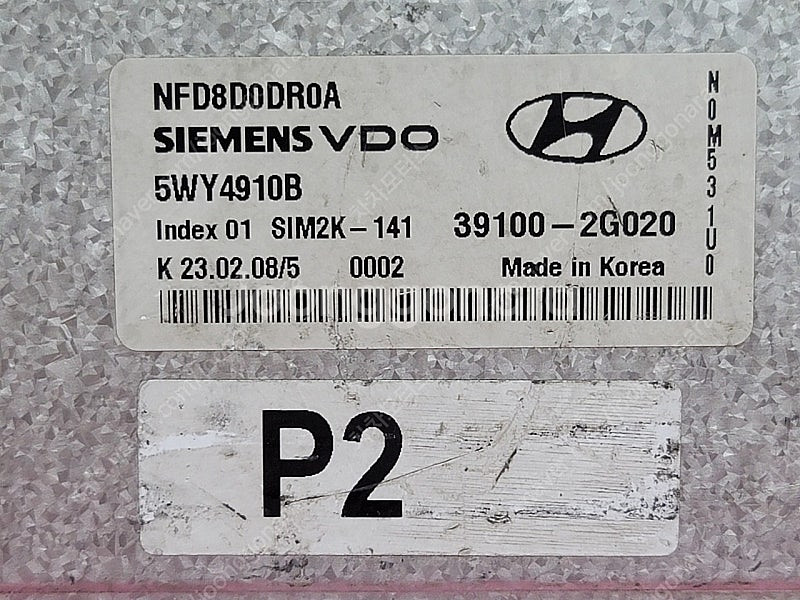 NFD8D0DR0A
SIEMENS VDO
5WY4910B
Index 01 SIM2K-141 39100-2G020
K 23.02.08/5 0002 Made in Korea
N0M531U0
P2